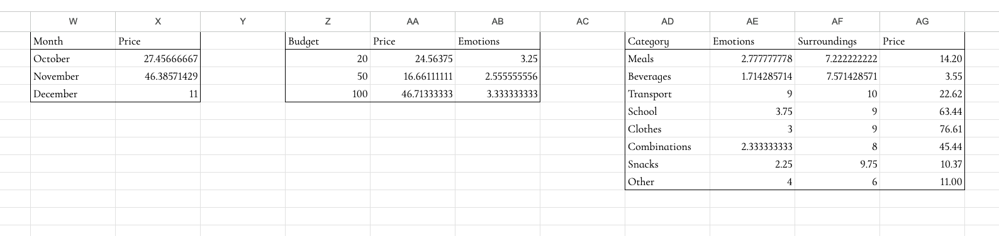 W X Y Z AA AB AC AD AE AF AG
Month Price Budget Price Emotions Category Emotions Surroundings Price
October 27.45666667 20 24.56375 3.25 Meals 2.777777778 7.222222222 14.20
November 46.38571429 50 16.66111111 2.555555556 Beverages 1.714285714 7.571428571 3.55
December 11 100 46.71333333 3.333333333 Transport 9 10 22.62
School 3.75 9 63.44
Clothes 3 9 76.61
Combinations 2.333333333 8 45.44
Snacks 2.25 9.75 10.37
Other 4 6 11.00